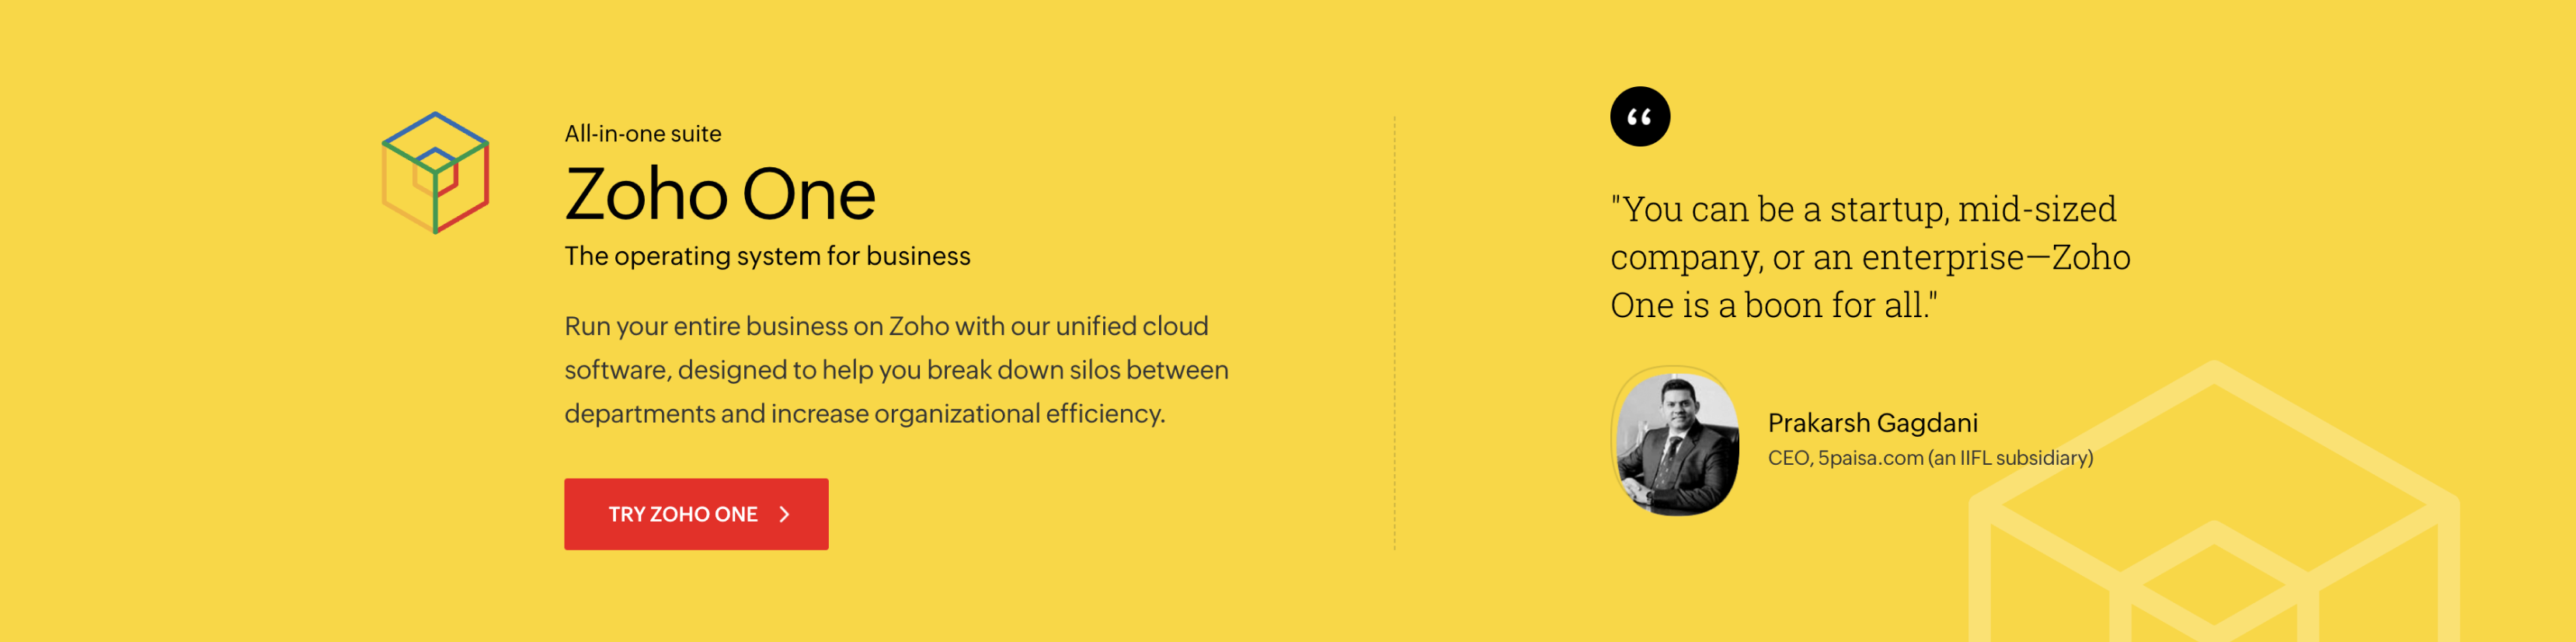 All-in-one suite
Zoho One
The operating system for business
Run your entire business on Zoho with our unified cloud
software, designed to help you break down silos between
departments and increase organizational efficiency.
TRY ZOHO ONE
“
"You can be a startup, mid-sized
company, or an enterprise—Zoho
One is a boon for all."
Prakarsh Gagdani
CEO, 5paisa.com (an IIFL subsidiary)